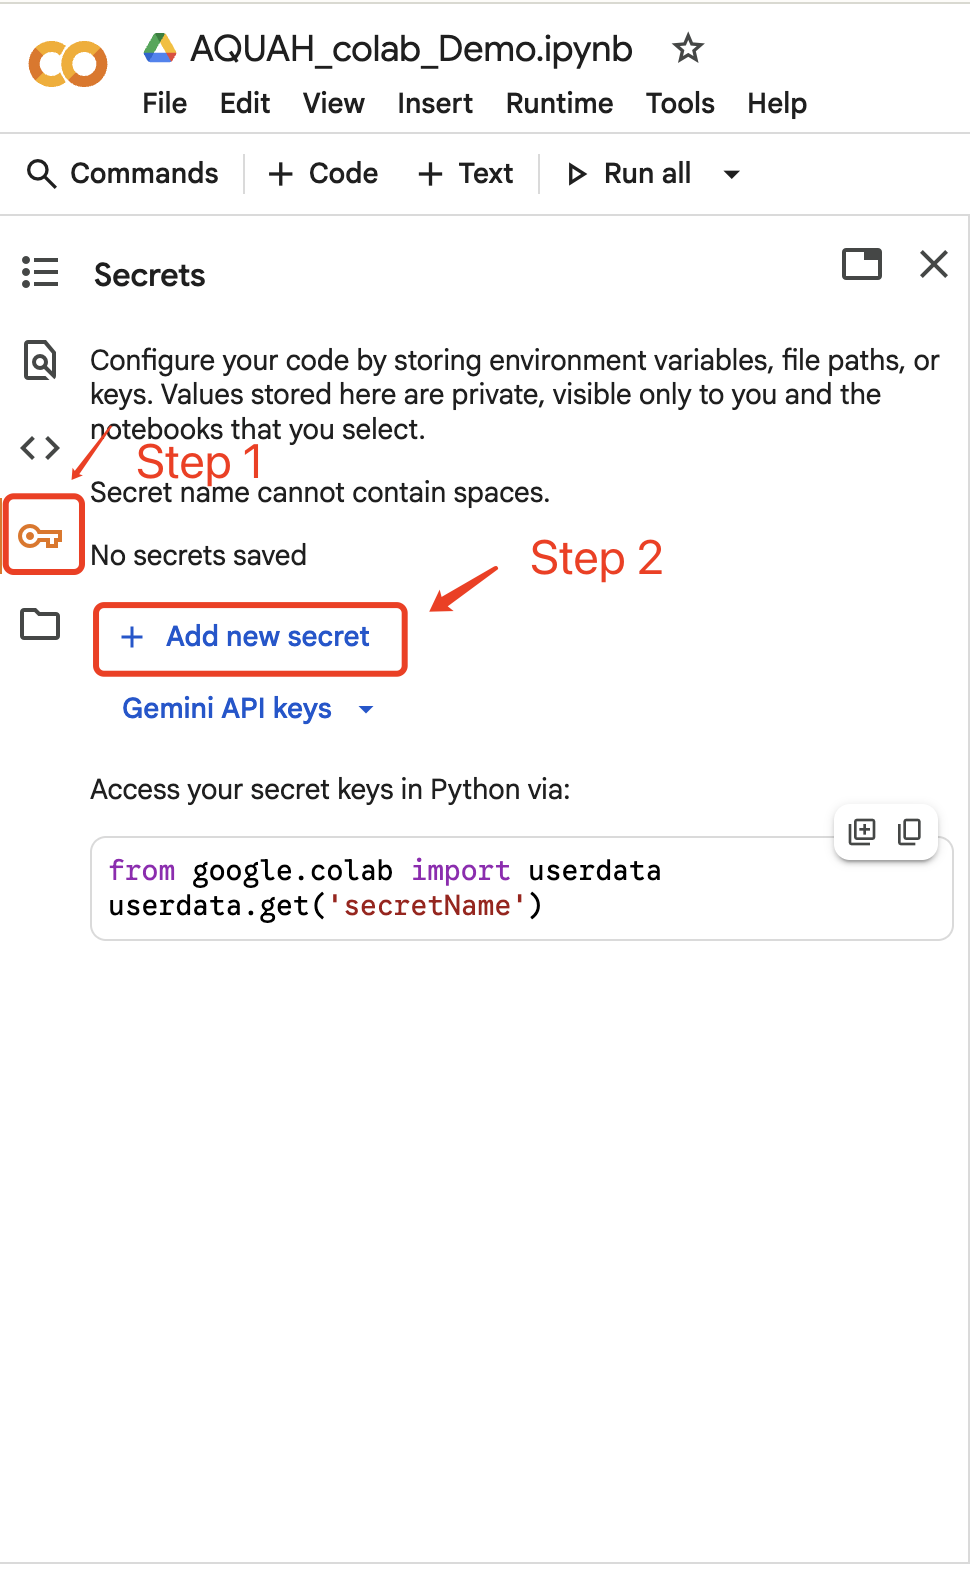 AQUAH_colab_Demo.ipynb
File Edit View Insert Runtime Tools Help
Commands + Code + Text Run all
Secrets
Configure your code by storing environment variables, file paths, or
keys. Values stored here are private, visible only to you and the
notebooks that you select.
Step 1
Secret name cannot contain spaces.
No secrets saved
Step 2
+ Add new secret
Gemini API keys
Access your secret keys in Python via:
from google.colab import userdata
userdata.get('secretName')